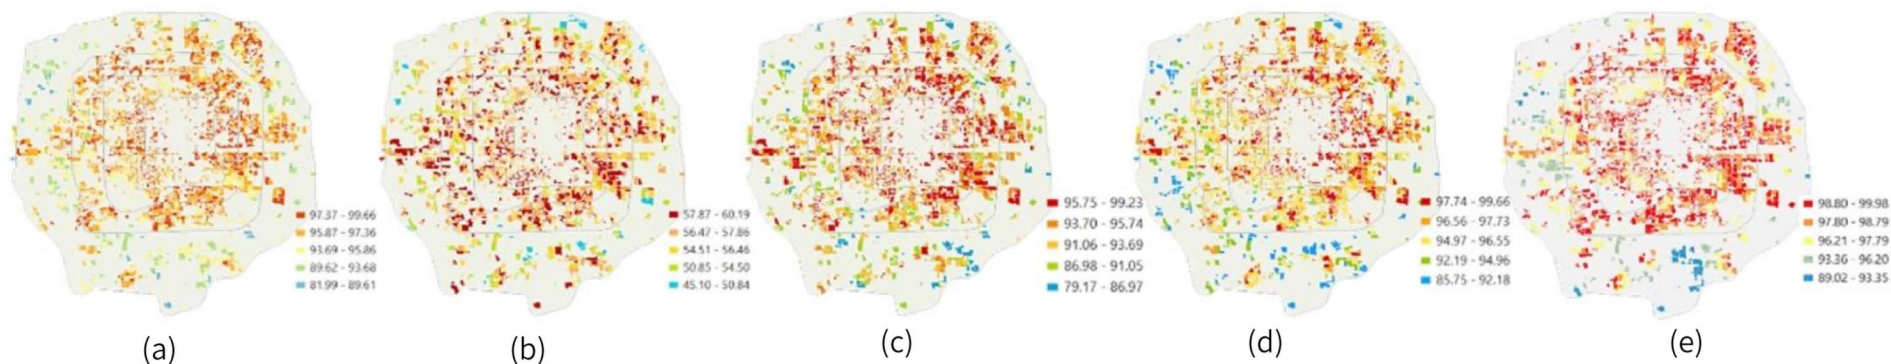 97.37 - 99.66
95.87 - 97.36
93.69 - 95.86
89.62 - 93.68
81.99 - 89.61
57.87 - 60.19
56.47 - 57.86
54.51 - 56.46
50.85 - 54.50
45.10 - 50.84
95.75 - 99.23
93.70 - 95.74
91.06 - 93.69
86.98 - 91.05
79.17 - 86.97
97.74 - 99.66
96.56 - 97.73
94.97 - 96.55
92.19 - 94.96
85.75 - 92.18
98.80 - 99.98
97.80 - 98.79
96.21 - 97.79
93.36 - 96.20
89.02 - 93.35
(a)
(b)
(c)
(d)
(e)